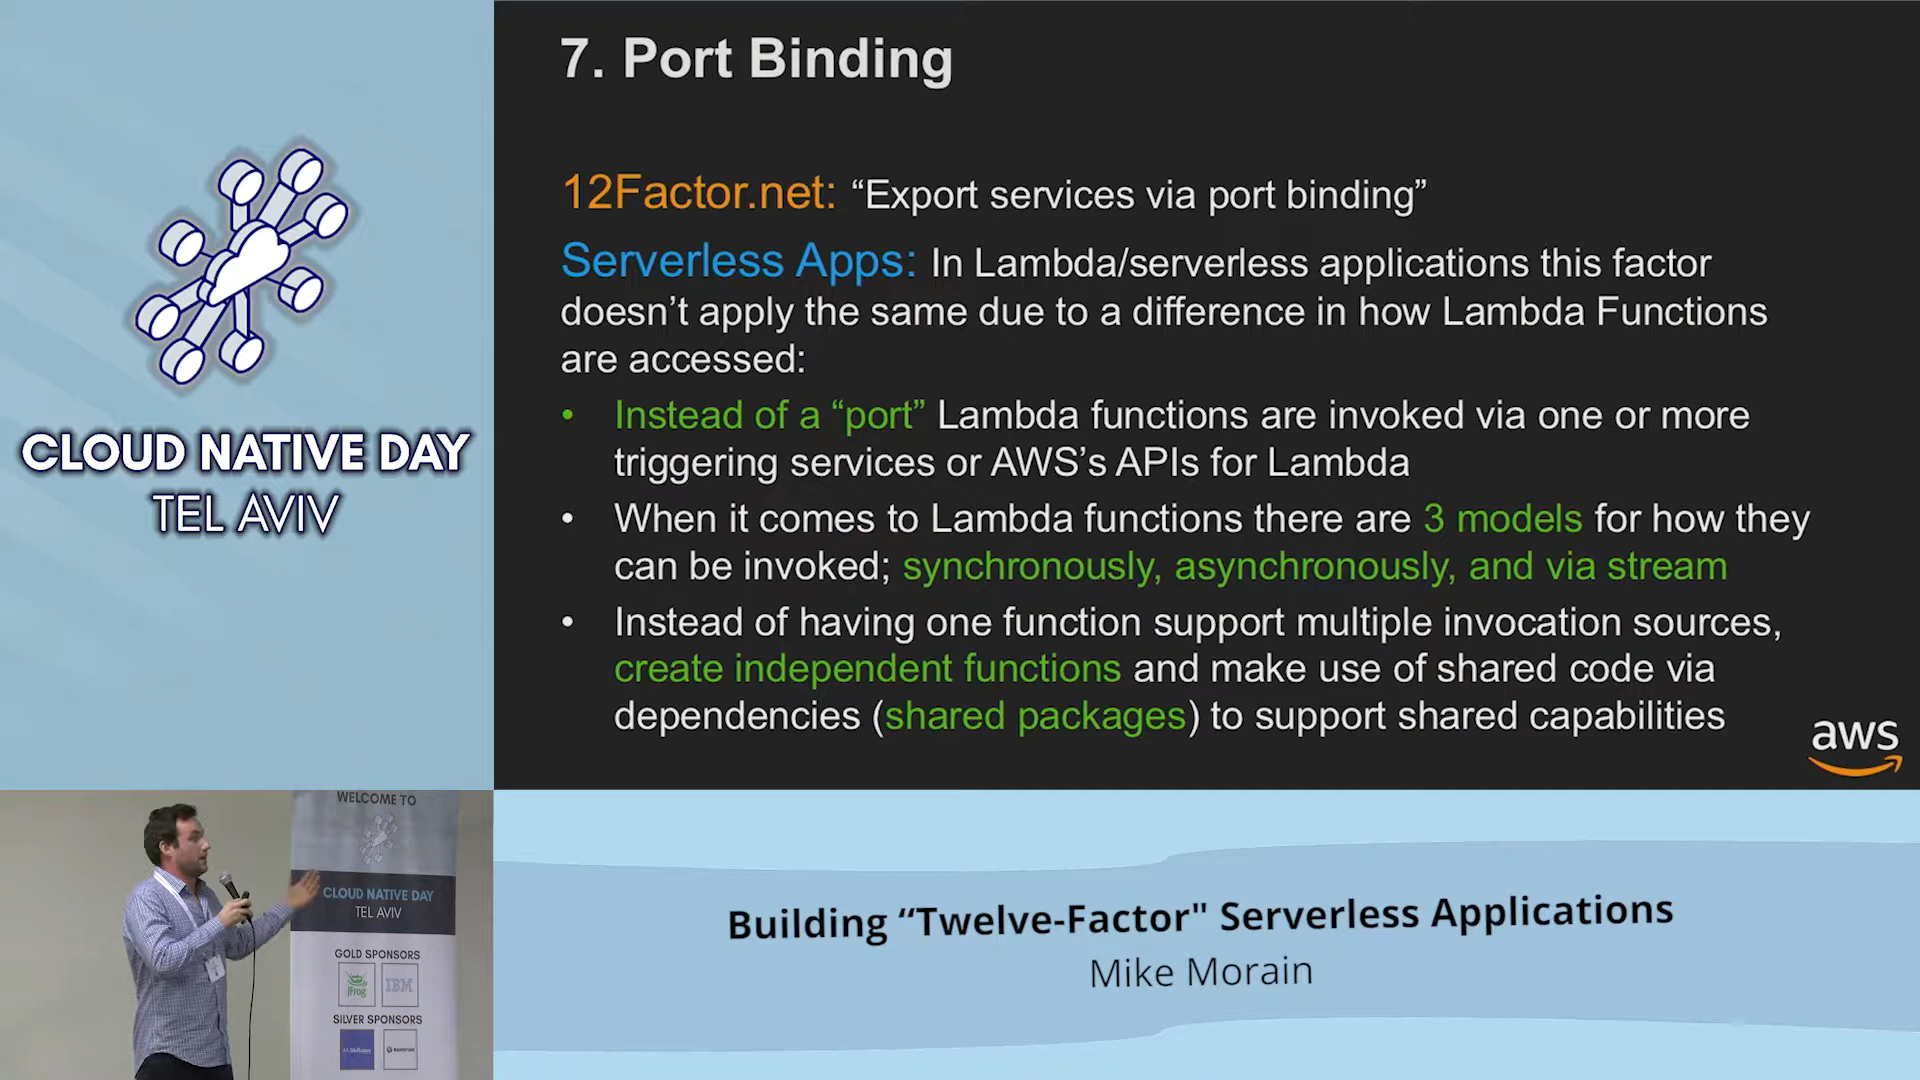 7. Port Binding
12Factor.net: “Export services via port binding”
Serverless Apps: In Lambda/serverless applications this factor
doesn’t apply the same due to a difference in how Lambda Functions
are accessed:
• Instead of a “port” Lambda functions are invoked via one or more
triggering services or AWS’s APIs for Lambda
• When it comes to Lambda functions there are 3 models for how they
can be invoked; synchronously, asynchronously, and via stream
• Instead of having one function support multiple invocation sources,
create independent functions and make use of shared code via
dependencies (shared packages) to support shared capabilities
aws
CLOUD NATIVE DAY
TEL AVIV
WELCOME TO
CLOUD NATIVE DAY
TEL AVIV
GOLD SPONSORS
JFrog
IBM
SILVER SPONSORS
Building “Twelve-Factor" Serverless Applications
Mike Morain